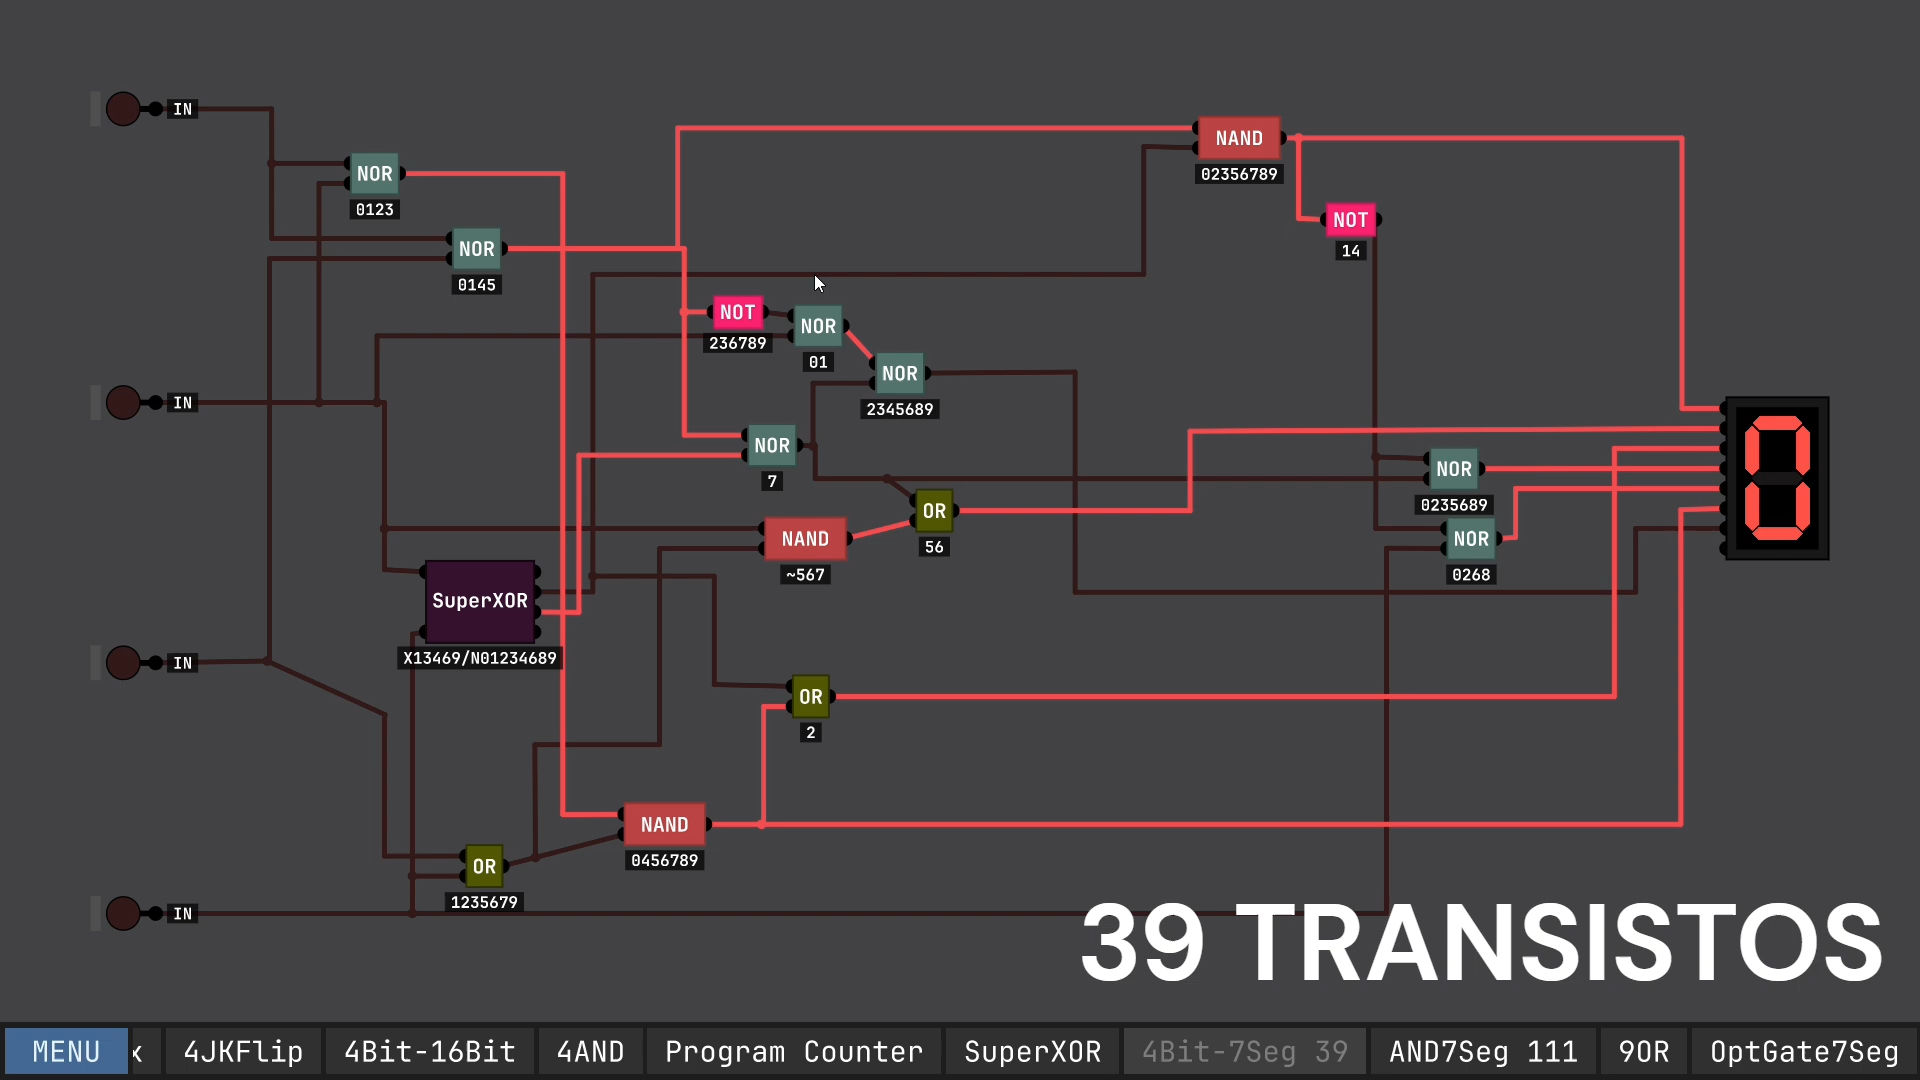 IN
NOR
0123
NOR
0145
NAND
02356789
NOT
14
NOT
236789
NOR
01
NOR
2345689
IN
NOR
7
OR
56
NAND
~567
NOR
0235689
NOR
0268
SuperXOR
X13469/N01234689
IN
OR
2
NAND
0456789
OR
1235679
IN
39 TRANSISTOS
MENU x 4JKFlip 4Bit-16Bit 4AND Program Counter SuperXOR 4Bit-7Seg 39 AND7Seg 111 9OR OptGate7Seg